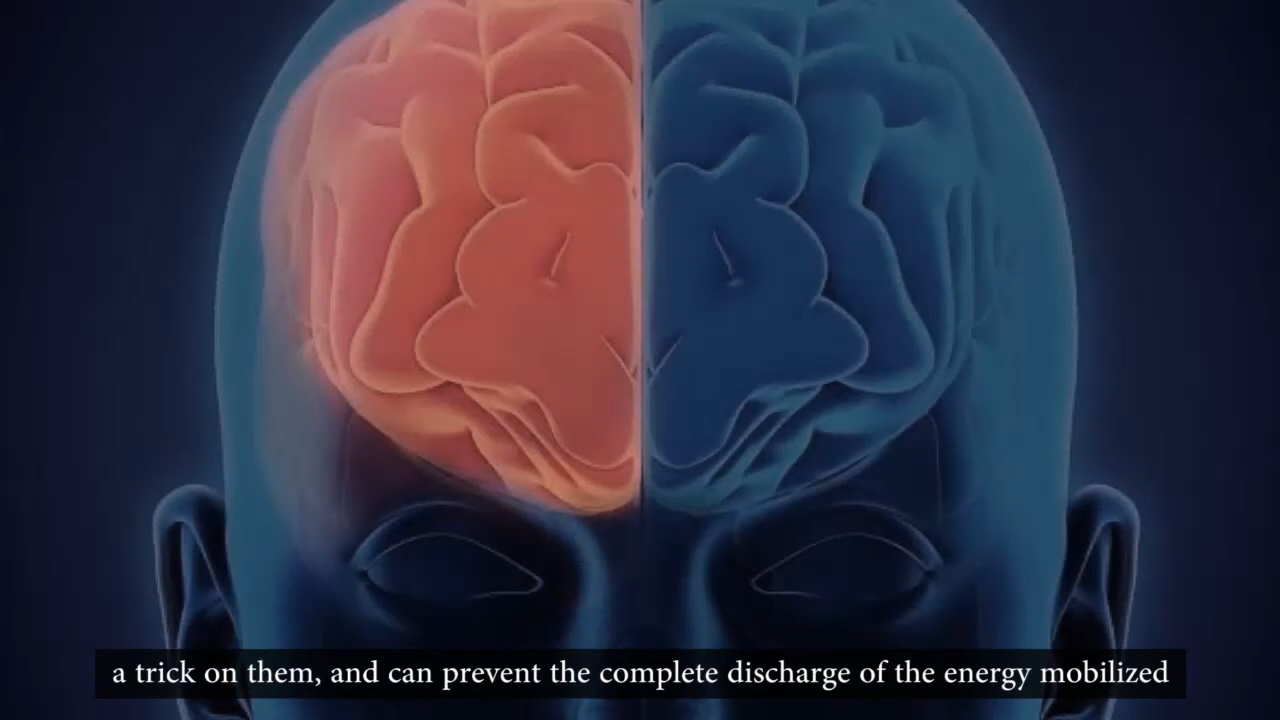 a trick on them, and can prevent the complete discharge of the energy mobilized